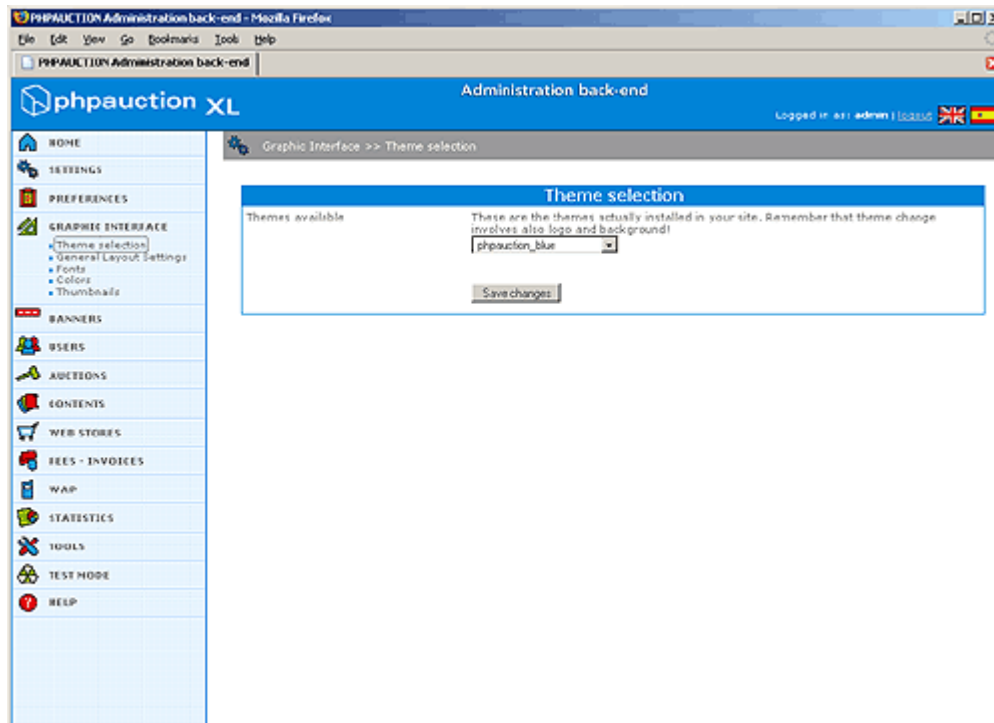 PHPAUCTION Administration back-end - Mozilla Firefox
File Edit View Go Bookmarks Tools Help
PHPAUCTION Administration back-end
phpauction XL
Administration back-end
Logged in as: admin | logout
HOME
SETTINGS
PREFERENCES
GRAPHIC INTERFACE
Theme selection
General Layout Settings
Fonts
Colors
Thumbnails
BANNERS
USERS
AUCTIONS
CONTENTS
WEB STORES
FEES - INVOICES
WAP
STATISTICS
TOOLS
TEST MODE
HELP
Graphic Interface >> Theme selection
Theme selection
Themes available
These are the themes actually installed in your site. Remember that theme change
involves also logo and background!
phpauction_blue
Save changes